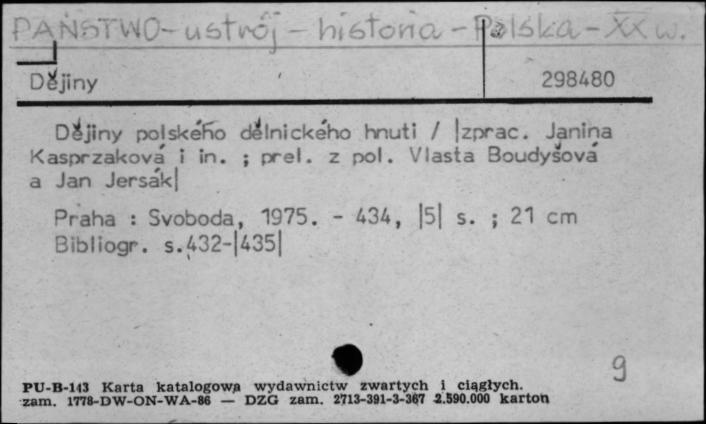 PAŃSTWO - ustrój - historia - Polska - XX w.
Dějiny 298480
Dějiny polského dělnického hnuti / |zprac. Janina
Kasprzaková i in. ; prel. z pol. Vlasta Boudyšová
a Jan Jersák|
Praha : Svoboda, 1975. - 434, |5| s. ; 21 cm
Bibliogr. s.432-|435|
9
PU-B-143 Karta katalogowa wydawnictw zwartych i ciągłych.
zam. 1778-DW-ON-WA-86 — DZG zam. 2713-391-3-367 2.590.000 karton